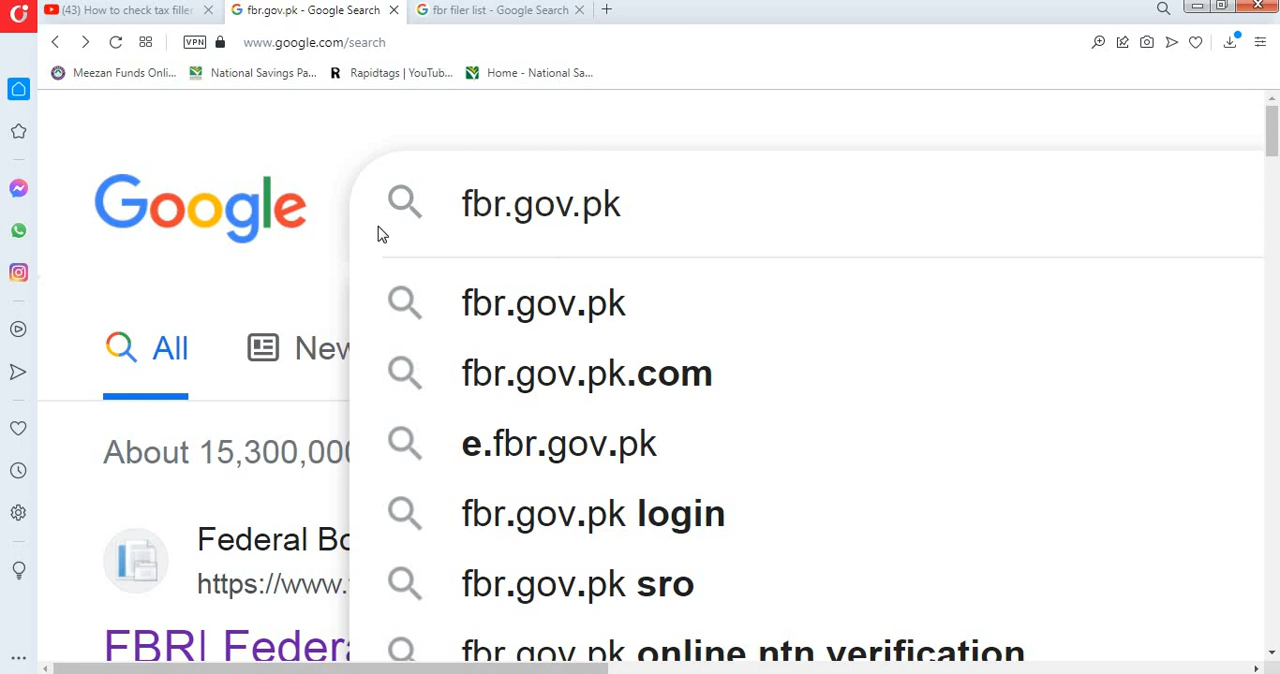 (43) How to check tax filer
fbr.gov.pk - Google Search
fbr filer list - Google Search
VPN
www.google.com/search
Meezan Funds Onli...
National Savings Pa...
R
Rapidtags | YouTub...
Home - National Sa...
Google
fbr.gov.pk
fbr.gov.pk
fbr.gov.pk.com
e.fbr.gov.pk
fbr.gov.pk login
fbr.gov.pk sro
fbr.gov.pk online ntn verification
All
New
About 15,300,000
Federal Bo
https://www.
FBR| Federa